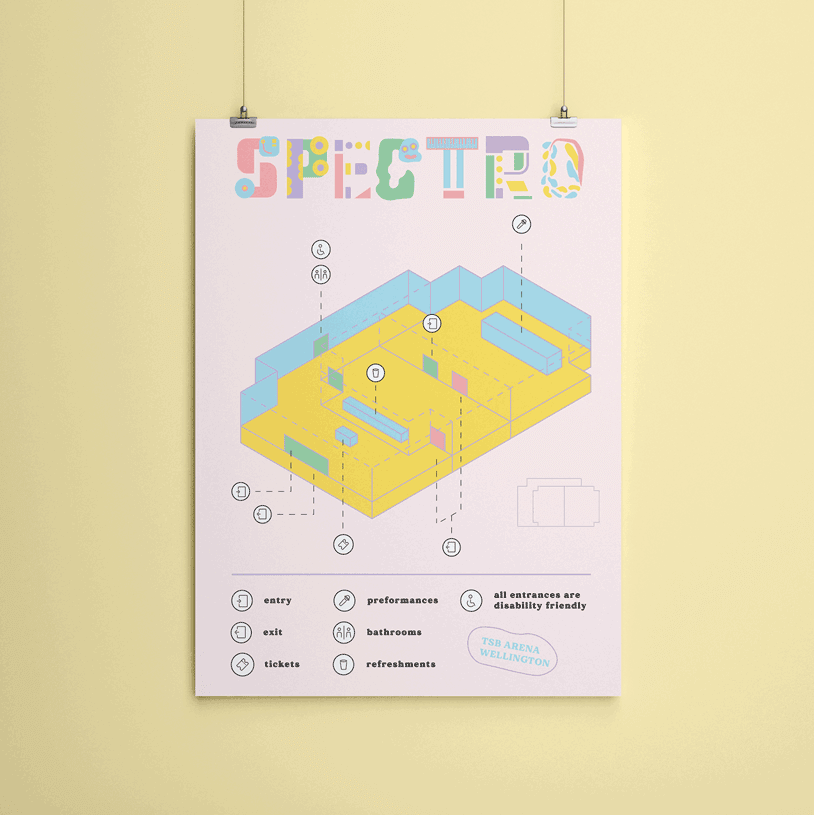 SPECTRO
entry
exit
tickets
preformances
bathrooms
refreshments
all entrances are
disability friendly
TSB ARENA
WELLINGTON